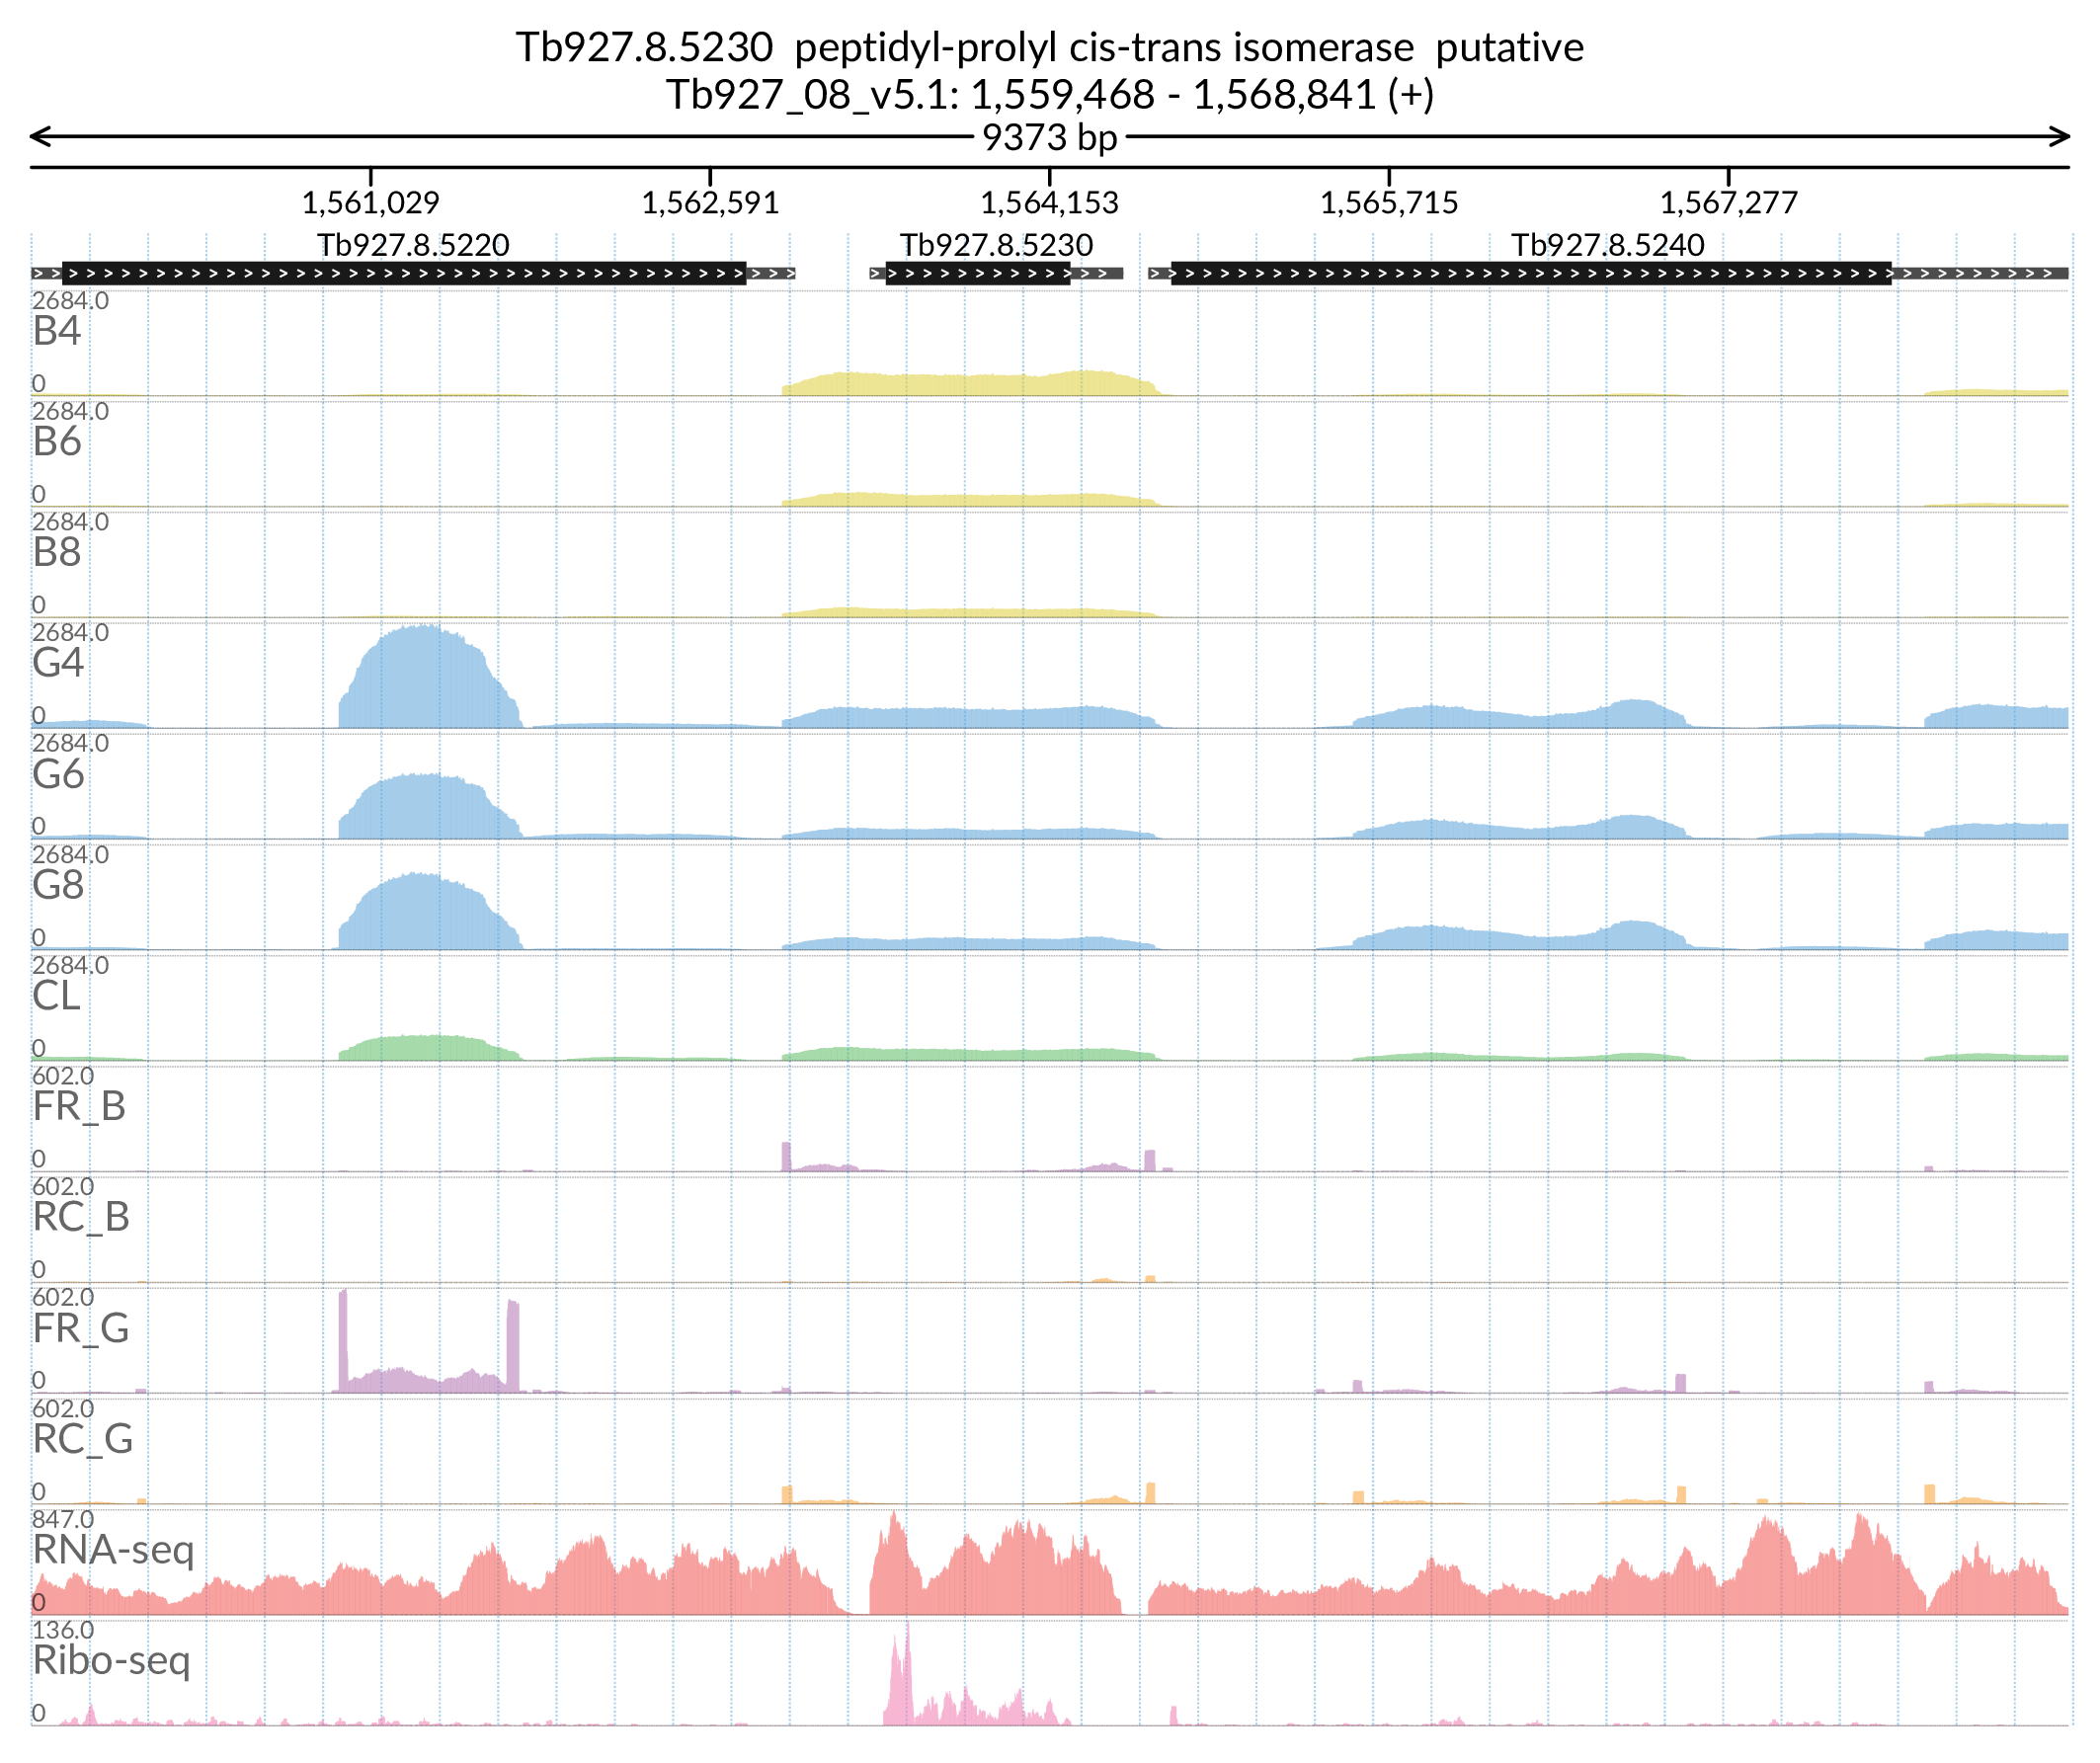 Tb927.8.5230  peptidyl-prolyl cis-trans isomerase  putative
Tb927_08_v5.1: 1,559,468 - 1,568,841 (+)
9373 bp
1,561,029 1,562,591 1,564,153 1,565,715 1,567,277
Tb927.8.5220 Tb927.8.5230 Tb927.8.5240
2684.0
B4
0
2684.0
B6
0
2684.0
B8
0
2684.0
G4
0
2684.0
G6
0
2684.0
G8
0
2684.0
CL
0
602.0
FR_B
0
602.0
RC_B
0
602.0
FR_G
0
602.0
RC_G
0
847.0
RNA-seq
0
136.0
Ribo-seq
0